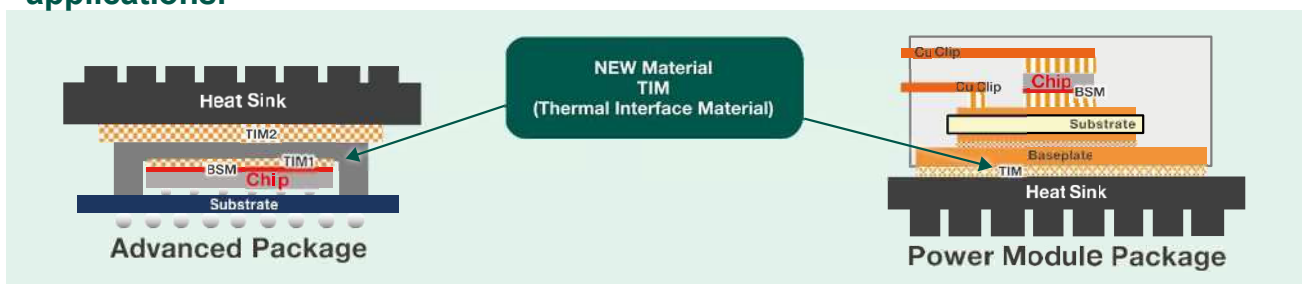 applications.
NEW Material
TIM
(Thermal Interface Material)
Heat Sink
TIM2
TIM1
BSM
Chip
Substrate
Advanced Package
Cu Clip
Chip
BSM
Cu Clip
Substrate
Baseplate
TIM
Heat Sink
Power Module Package